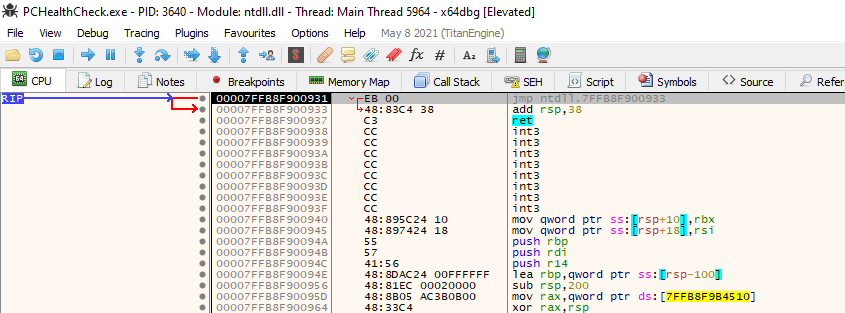 PCHealthCheck.exe - PID: 3640 - Module: ntdll.dll - Thread: Main Thread 5964 - x64dbg [Elevated]
File View Debug Tracing Plugins Favourites Options Help May 8 2021 (TitanEngine)
CPU Log Notes Breakpoints Memory Map Call Stack SEH Script Symbols Source Refere
RIP 00007FFB8F900931 EB 00 jmp ntdll.7FFB8F900933
00007FFB8F900933 48:83C4 38 add rsp,38
00007FFB8F900937 C3 ret
00007FFB8F900938 CC int3
00007FFB8F900939 CC int3
00007FFB8F90093A CC int3
00007FFB8F90093B CC int3
00007FFB8F90093C CC int3
00007FFB8F90093D CC int3
00007FFB8F90093E CC int3
00007FFB8F90093F CC int3
00007FFB8F900940 48:895C24 10 mov qword ptr ss:[rsp+10],rbx
00007FFB8F900945 48:897424 18 mov qword ptr ss:[rsp+18],rsi
00007FFB8F90094A 55 push rbp
00007FFB8F90094B 57 push rdi
00007FFB8F90094C 41:56 push r14
00007FFB8F90094E 48:8DAC24 00FFFFFF lea rbp,qword ptr ss:[rsp-100]
00007FFB8F900956 48:81EC 00020000 sub rsp,200
00007FFB8F90095D 48:8B05 AC3B0B00 mov rax,qword ptr ds:[7FFB8F9B4510]
00007FFB8F900964 48:33C4 xor rax,rsp